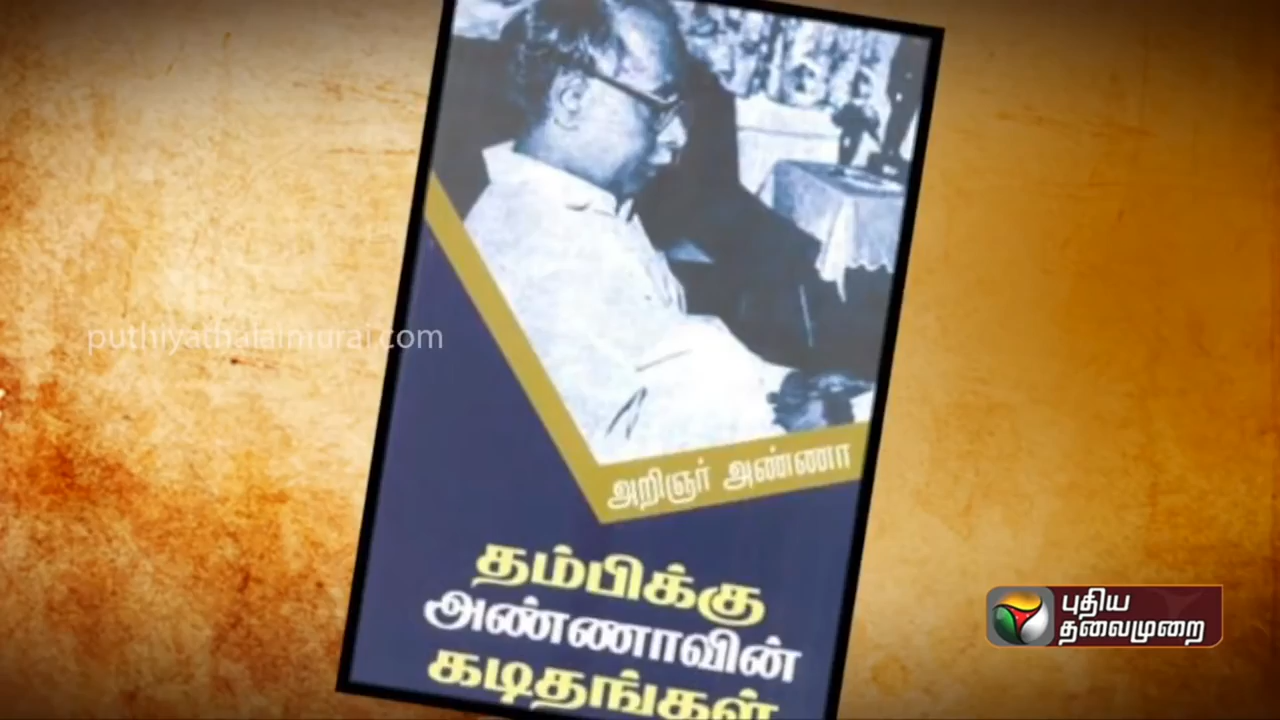 அறிஞர் அண்ணா
தம்பிக்கு
அண்ணாவின்
கடிதங்கள்
puthiyathalaimurai.com
புதிய
தலைமுறை